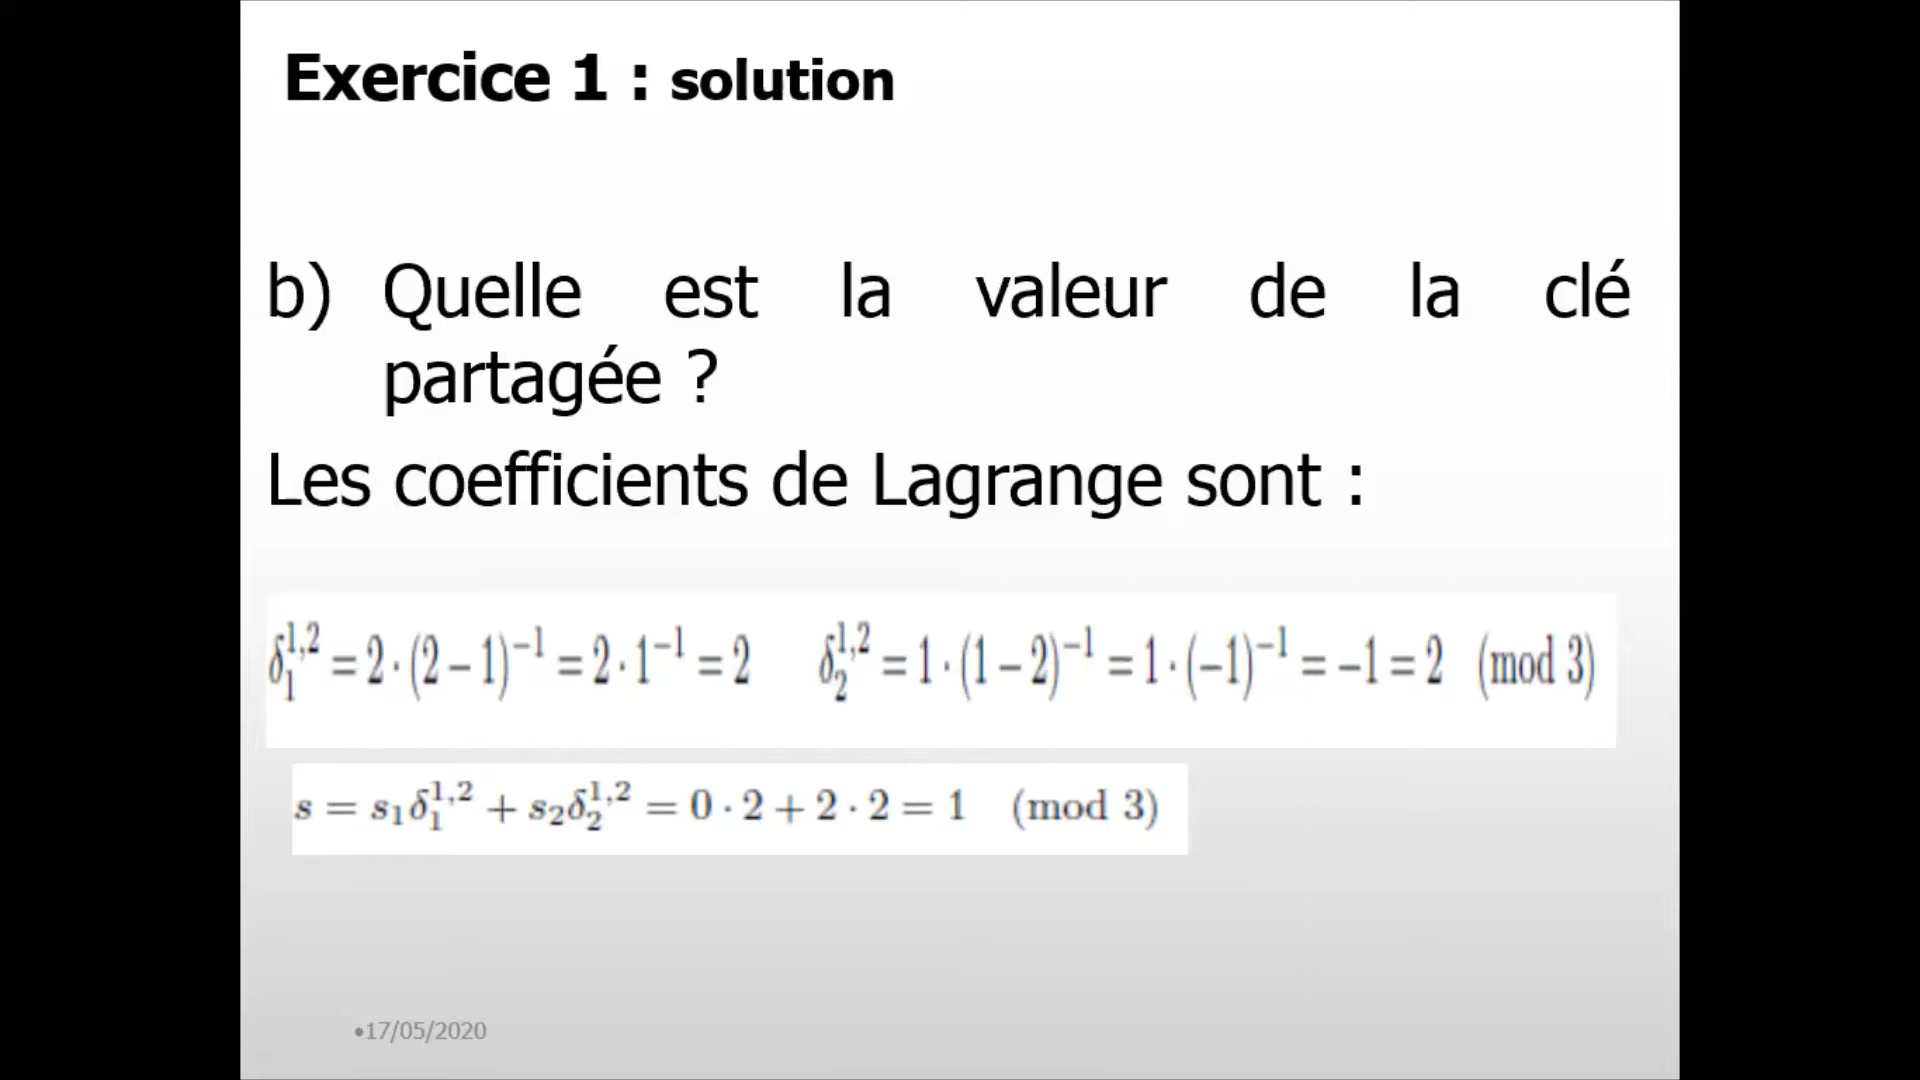 Exercice 1 : solution
b) Quelle est la valeur de la clé
partagée ?
Les coefficients de Lagrange sont :
δ₁^{1,2} = 2 · (2 − 1)⁻¹ = 2 · 1⁻¹ = 2 δ₂^{1,2} = 1 · (1 − 2)⁻¹ = 1 · (−1)⁻¹ = −1 = 2 (mod 3)
s = s₁δ₁^{1,2} + s₂δ₂^{1,2} = 0 · 2 + 2 · 2 = 1 (mod 3)
•17/05/2020